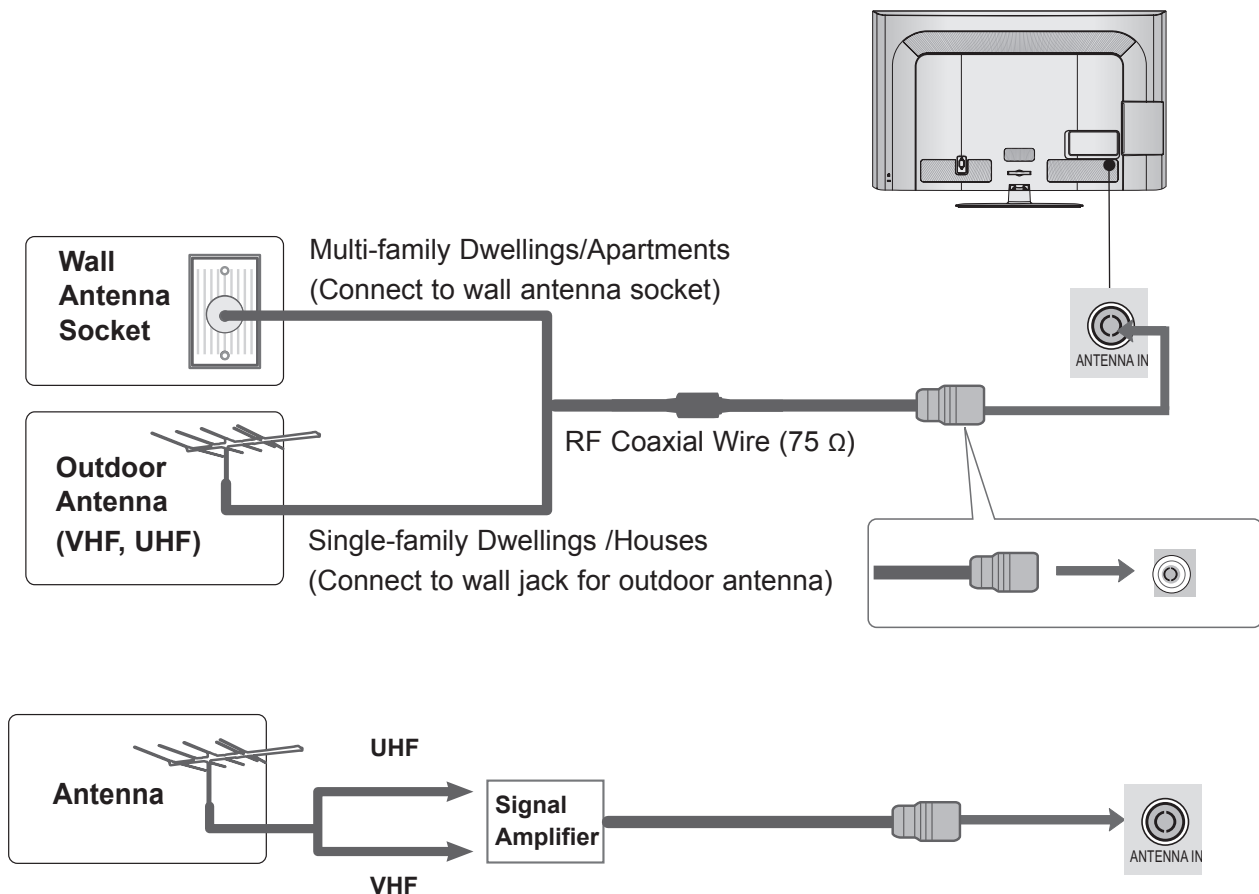 Wall
Antenna
Socket
Multi-family Dwellings/Apartments
(Connect to wall antenna socket)
ANTENNA IN
RF Coaxial Wire (75 Ω)
Outdoor
Antenna
(VHF, UHF)
Single-family Dwellings /Houses
(Connect to wall jack for outdoor antenna)
Antenna
UHF
VHF
Signal
Amplifier
ANTENNA IN